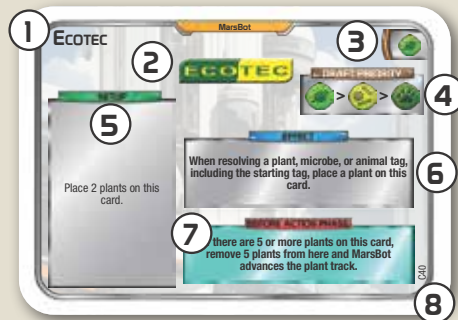 1
MarsBot
ECOTEC
2
3
ECOTEC
DRAFT PRIORITY
> >
4
SETUP
5
Place 2 plants on this
card.
EFFECT
When resolving a plant, microbe, or animal tag,
including the starting tag, place a plant on this
card.
6
7
BEFORE ACTION PHASE
there are 5 or more plants on this card,
remove 5 plants from here and MarsBot
advances the plant track.
C40
8